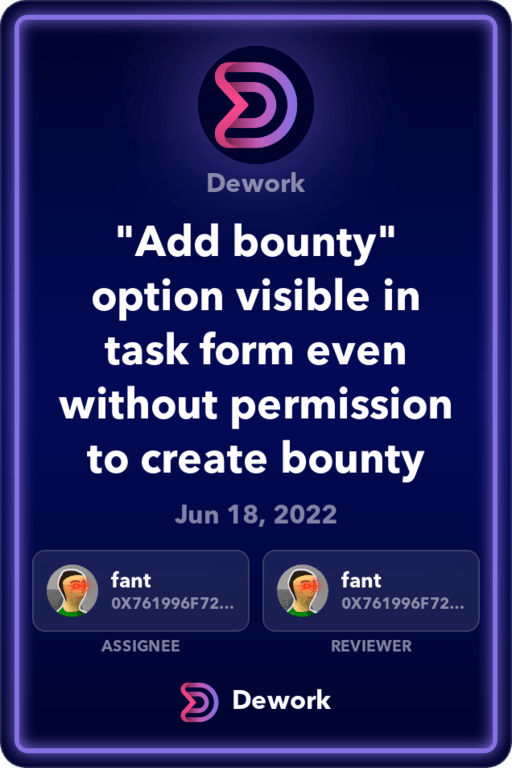 Dework
"Add bounty"
option visible in
task form even
without permission
to create bounty
Jun 18, 2022
fant
0X761996F72...
ASSIGNEE
fant
0X761996F72...
REVIEWER
Dework